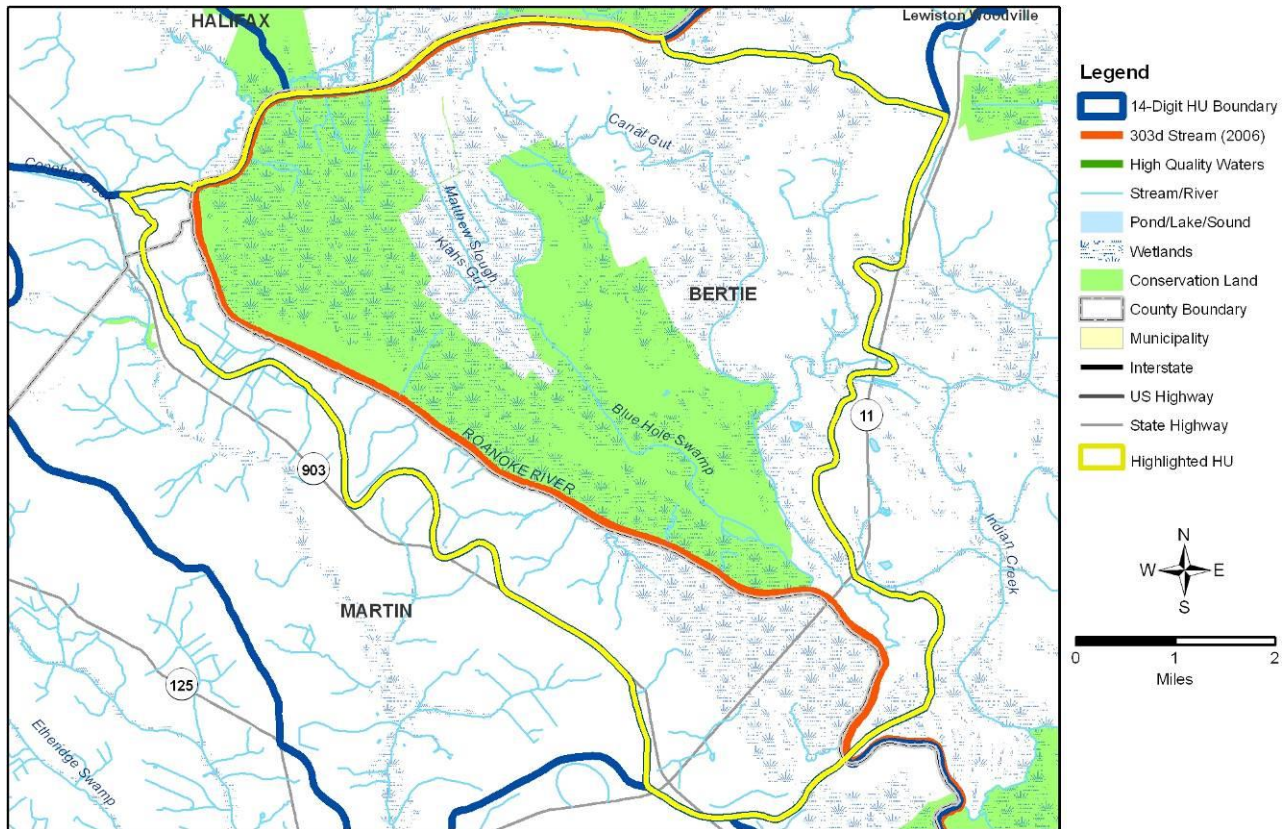 HALIFAX
Lewiston Woodville
Canal Gut
Matthew Slough
Kiahs Gut
BERTIE
Blue Hole Swamp
11
ROANOKE RIVER
903
Indian Creek
MARTIN
125
Etheridge Swamp
Legend
14-Digit HU Boundary
303d Stream (2006)
High Quality Waters
Stream/River
Pond/Lake/Sound
Wetlands
Conservation Land
County Boundary
Municipality
Interstate
US Highway
State Highway
Highlighted HU
N
W E
S
0 1 2
Miles